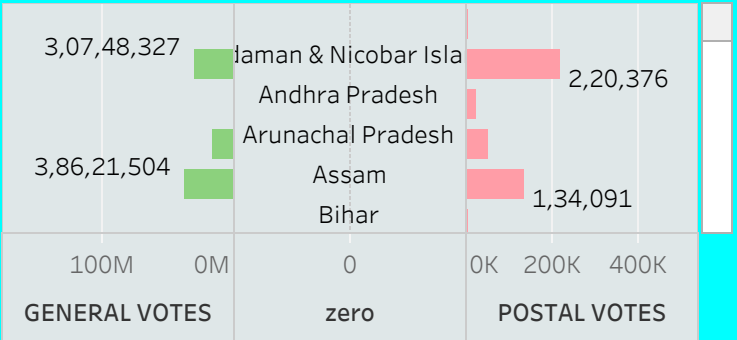 3,07,48,327
daman & Nicobar Isla
2,20,376
Andhra Pradesh
Arunachal Pradesh
3,86,21,504
Assam
1,34,091
Bihar
100M 0M 0 0K 200K 400K
GENERAL VOTES zero POSTAL VOTES